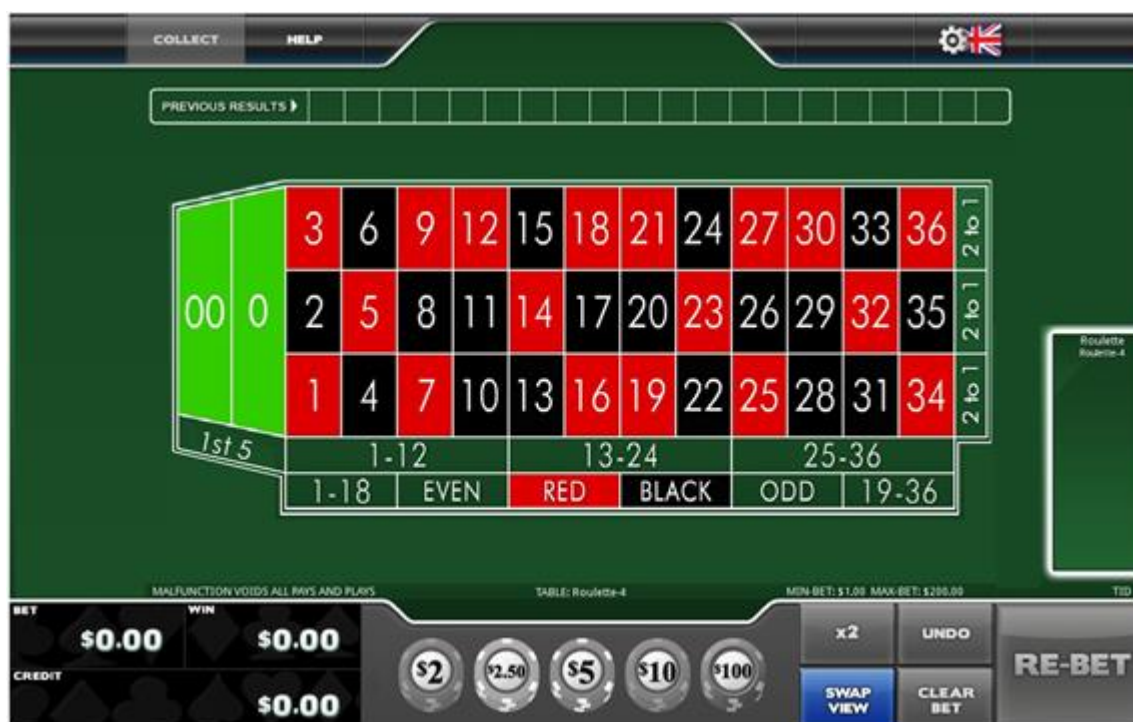 COLLECT HELP
PREVIOUS RESULTS
3 6 9 12 15 18 21 24 27 30 33 36 2 to 1
00 0 2 5 8 11 14 17 20 23 26 29 32 35 2 to 1
1 4 7 10 13 16 19 22 25 28 31 34 2 to 1
Roulette
Roulette-4
1st 5 1-12 13-24 25-36
1-18 EVEN RED BLACK ODD 19-36
MALFUNCTION VOIDS ALL PAYS AND PLAYS TABLE: Roulette-4 MIN-BET: $1.00 MAX-BET: $200.00 TID
BET WIN
$0.00 $0.00
CREDIT
$0.00
$2 $2.50 $5 $10 $100
x2 UNDO
SWAP VIEW CLEAR BET
RE-BET